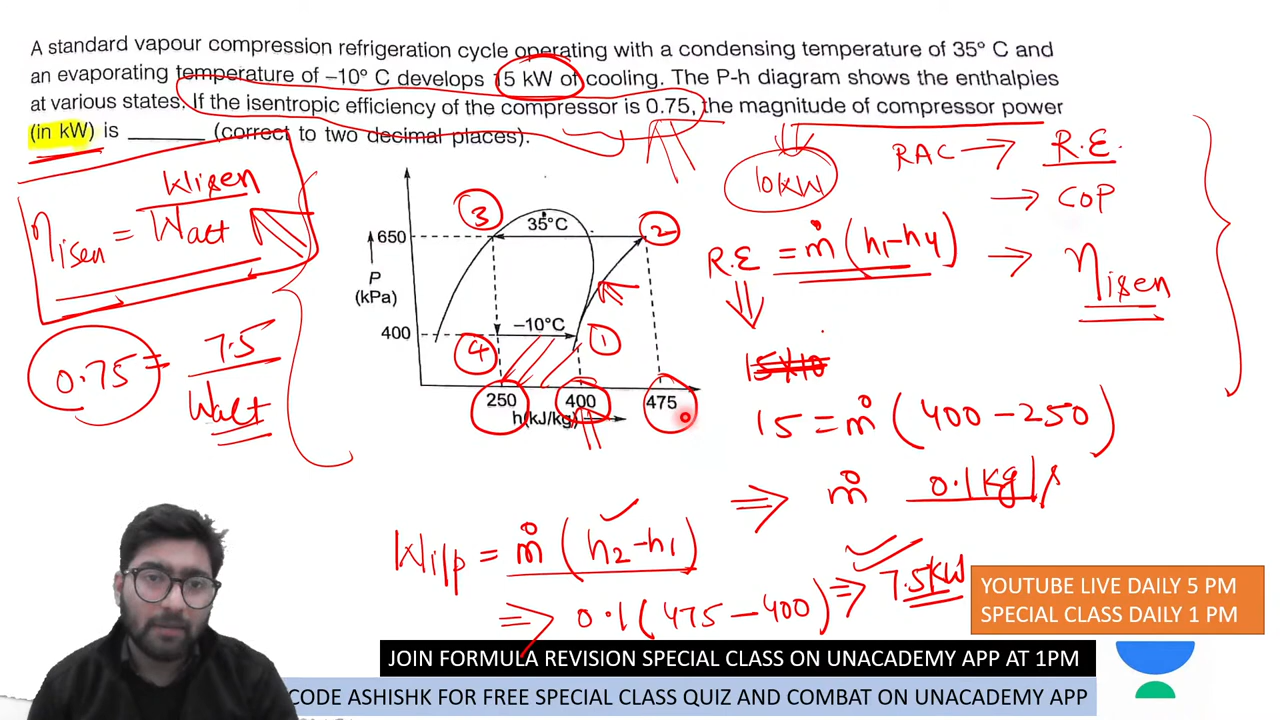 A standard vapour compression refrigeration cycle operating with a condensing temperature of 35° C and
an evaporating temperature of –10° C develops 15 kW of cooling. The P-h diagram shows the enthalpies
at various states. If the isentropic efficiency of the compressor is 0.75, the magnitude of compressor power
(in kW) is ________ (correct to two decimal places).
ηisen = Wisen / Wact
0.75 = 7.5 / Wact
3
35°C
2
650
P
(kPa)
–10°C
400
4
1
250
400
475
h(kJ/kg)
10kW
RAC → R.E.
→ COP
→ ηisen
R.E = ṁ (h1-h4)
15×10
15 = ṁ (400 - 250)
⇒ ṁ 0.1 kg/s
Wi/p = ṁ (h2-h1)
⇒ 0.1 (475 - 400) ⇒ 7.5kW
YOUTUBE LIVE DAILY 5 PM
SPECIAL CLASS DAILY 1 PM
JOIN FORMULA REVISION SPECIAL CLASS ON UNACADEMY APP AT 1PM
CODE ASHISHK FOR FREE SPECIAL CLASS QUIZ AND COMBAT ON UNACADEMY APP